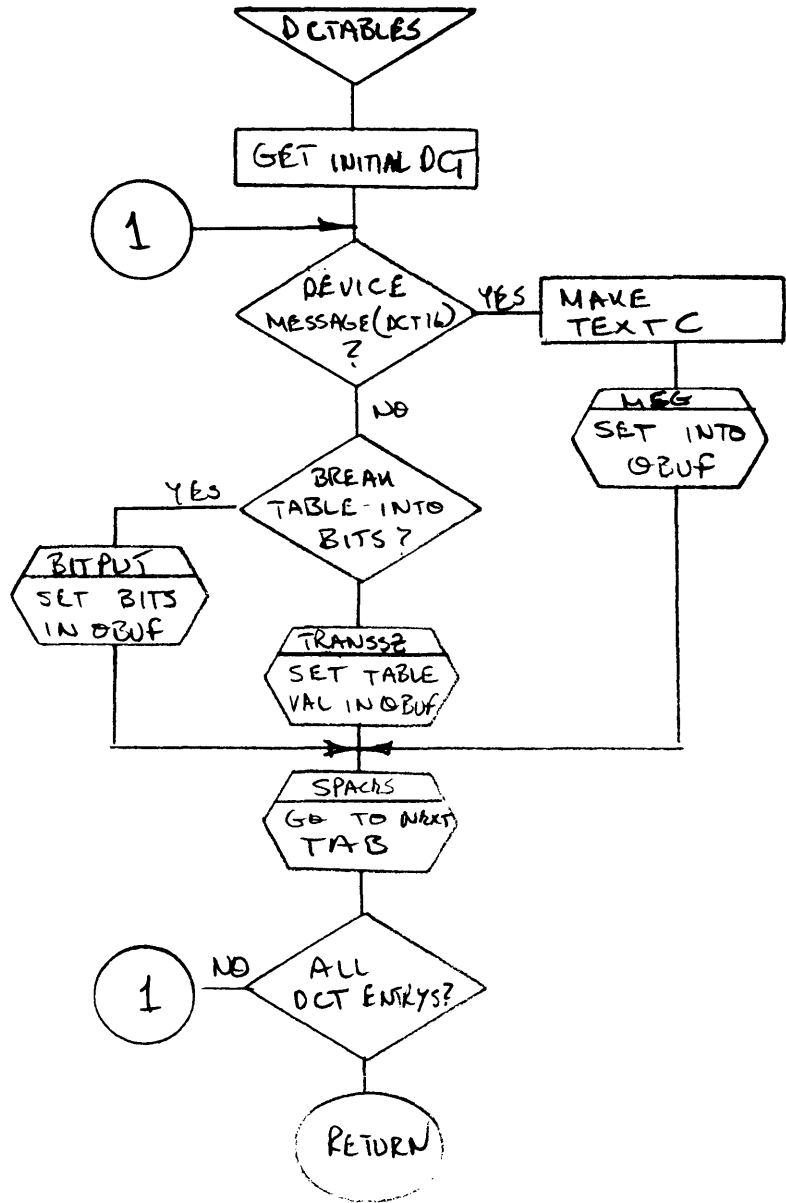 DCTABLES
GET INITIAL DCT
1
DEVICE
MESSAGE (DCT16)
?
YES
MAKE
TEXT C
MSG
SET INTO
OBUF
NO
BREAK
TABLE-INTO
BITS?
YES
BITPUT
SET BITS
IN OBUF
TRANSSZ
SET TABLE
VAL IN OBUF
SPACES
GO TO NEXT
TAB
ALL
DCT ENTRYS?
NO
1
RETURN